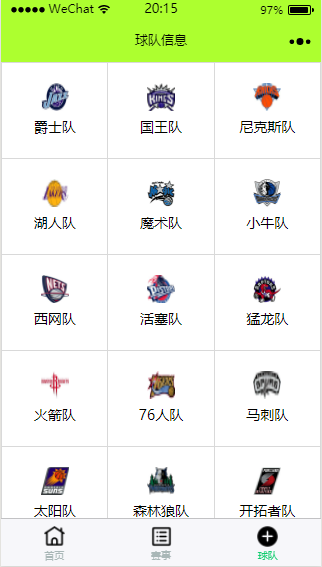 WeChat 20:15 97%
球队信息
爵士队 国王队 尼克斯队
湖人队 魔术队 小牛队
NETS PISTONS
西网队 活塞队 猛龙队
火箭队 76人队 马刺队
SUNS
太阳队 森林狼队 开拓者队
首页 赛事 球队